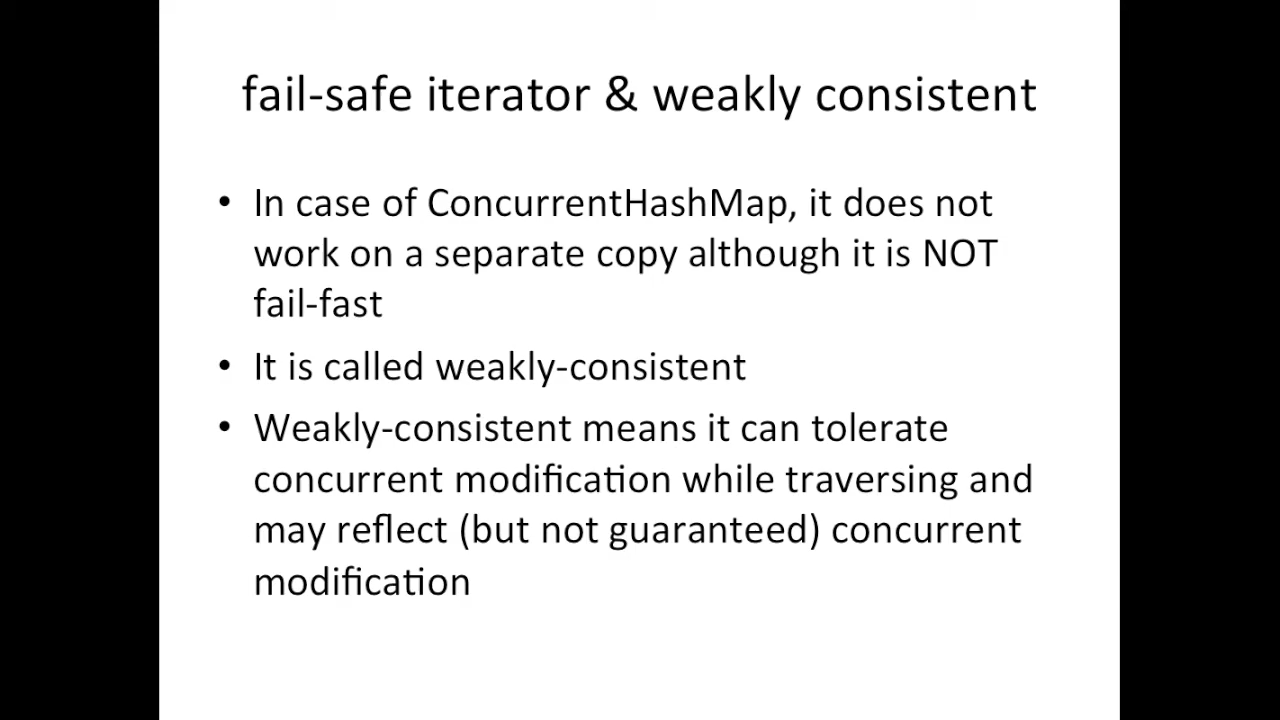 fail-safe iterator & weakly consistent
• In case of ConcurrentHashMap, it does not
work on a separate copy although it is NOT
fail-fast
• It is called weakly-consistent
• Weakly-consistent means it can tolerate
concurrent modification while traversing and
may reflect (but not guaranteed) concurrent
modification